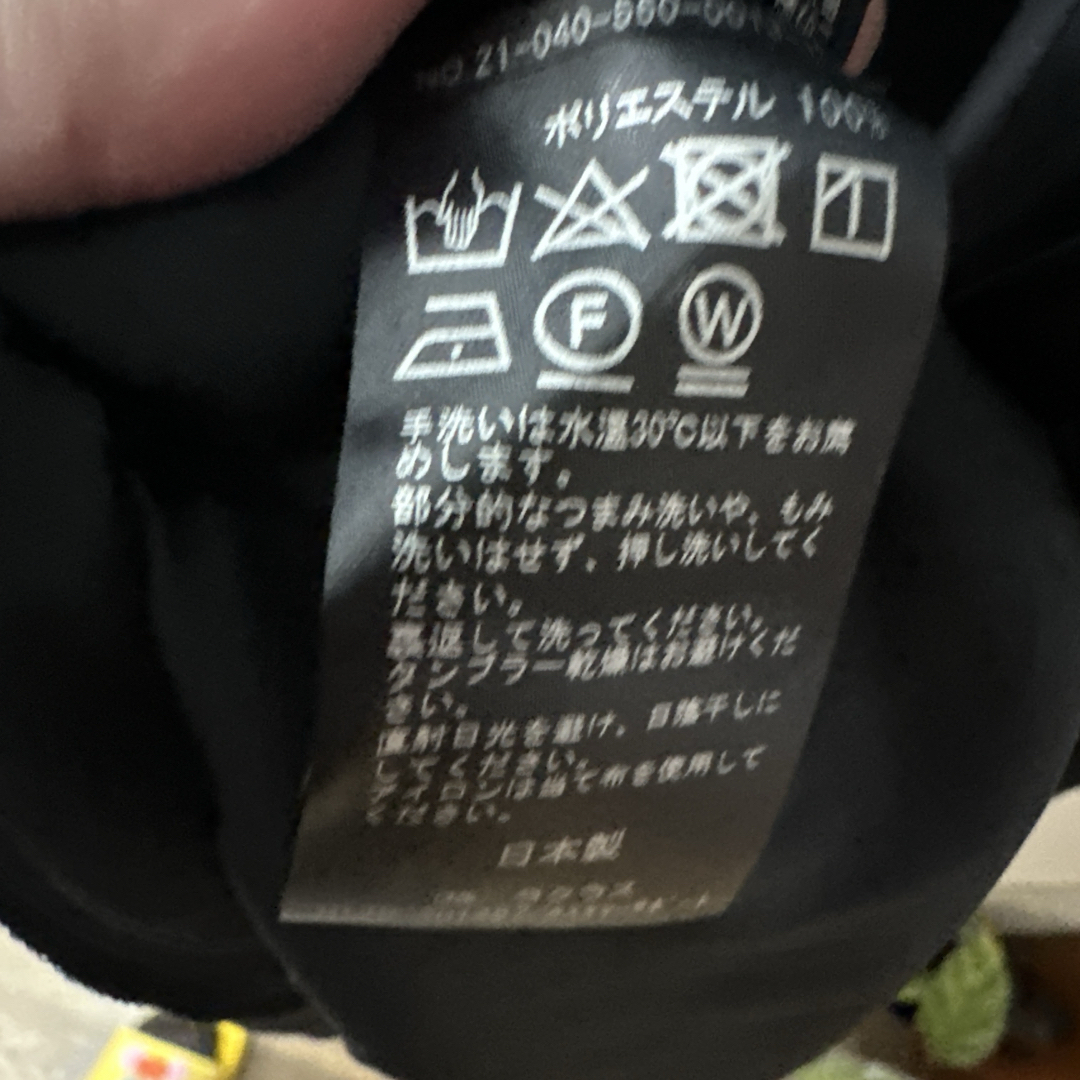 NO.21-040-550-001
ポリエステル 100%
F
W
手洗いは水温30℃以下をお薦
めします。
部分的なつまみ洗いや、もみ
洗いはせず、押し洗いしてく
ださい。
裏返して洗ってください。
タンブラー乾燥はお避けくだ
さい。
直射日光を避け、日陰干しに
してください。
アイロンは当て布を使用して
ください。
日本製